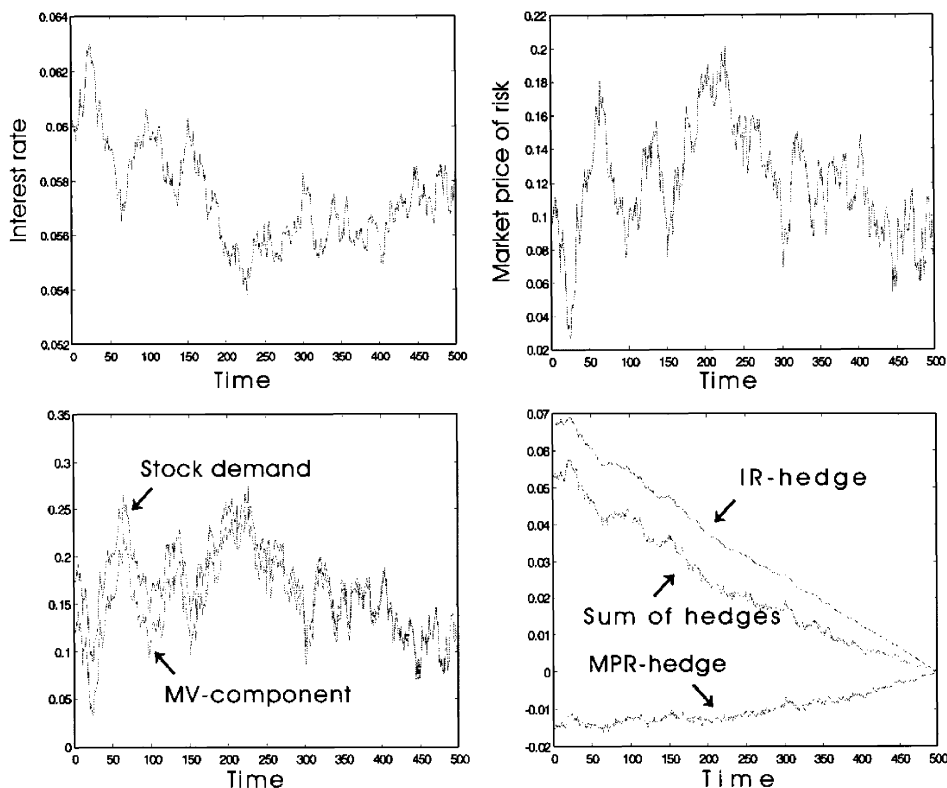 Interest rate
0.064
0.062
0.06
0.058
0.056
0.054
0.052
0 50 100 150 200 250 300 350 400 450 500
Time
Market price of risk
0.22
0.2
0.18
0.16
0.14
0.12
0.1
0.08
0.06
0.04
0.02
0 50 100 150 200 250 300 350 400 450 500
Time
0.35
0.3
0.25
0.2
0.15
0.1
0.05
0
Stock demand
MV-component
0 50 100 150 200 250 300 350 400 450 500
Time
0.07
0.06
0.05
0.04
0.03
0.02
0.01
0
-0.01
-0.02
IR-hedge
Sum of hedges
MPR-hedge
0 50 100 150 200 250 300 350 400 450 500
Time